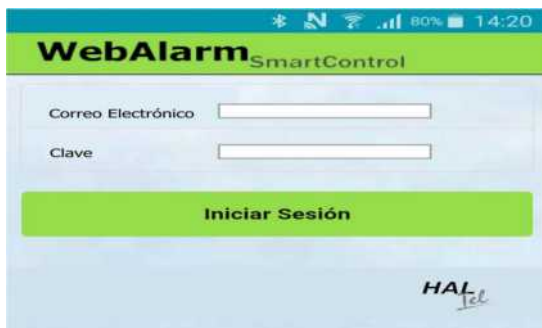 80% 14:20
WebAlarm SmartControl
Correo Electrónico
Clave
Iniciar Sesión
HAL Tel